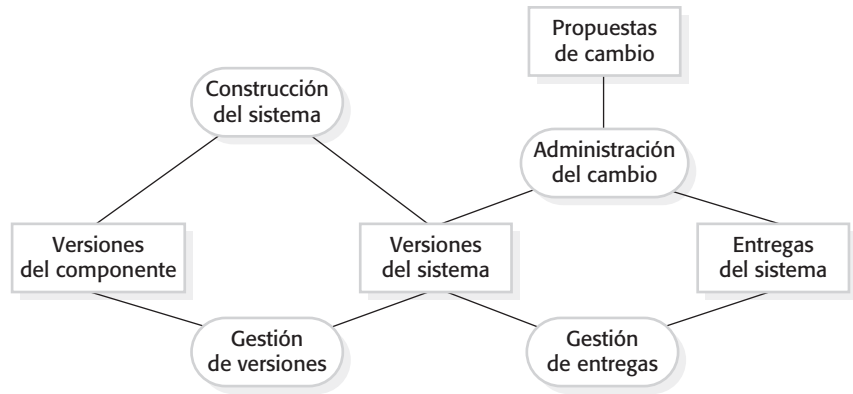 Propuestas
de cambio
Construcción
del sistema
Administración
del cambio
Versiones
del componente
Versiones
del sistema
Entregas
del sistema
Gestión
de versiones
Gestión
de entregas